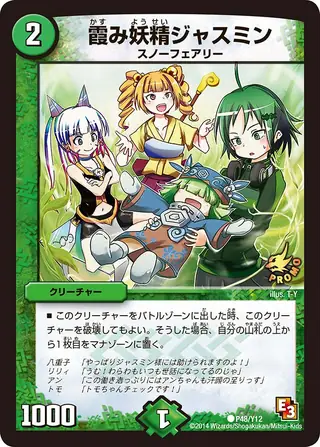 2
かす
ようせい
霞み妖精ジャスミン
スノーフェアリー
PROMO
illus. T-Y
クリーチャー
■ このクリーチャーをバトルゾーンに出した時、このクリー
チャーを破壊してもよい。そうした場合、自分の山札の上か
ら1枚目をマナゾーンに置く。
八重子 「やっぱりジャスミン様には助けられますのよ！」
リリィ 「うむ！わらわもいつも世話になってるのじゃ」
アン 「この働き過っぷりにはアンちゃんも汗顔の至りっす」
トモ 「トモちゃんチェックです！」
1000
1
P48/Y12
E3
©2014 Wizards/Shogakukan/Mitsui-Kids